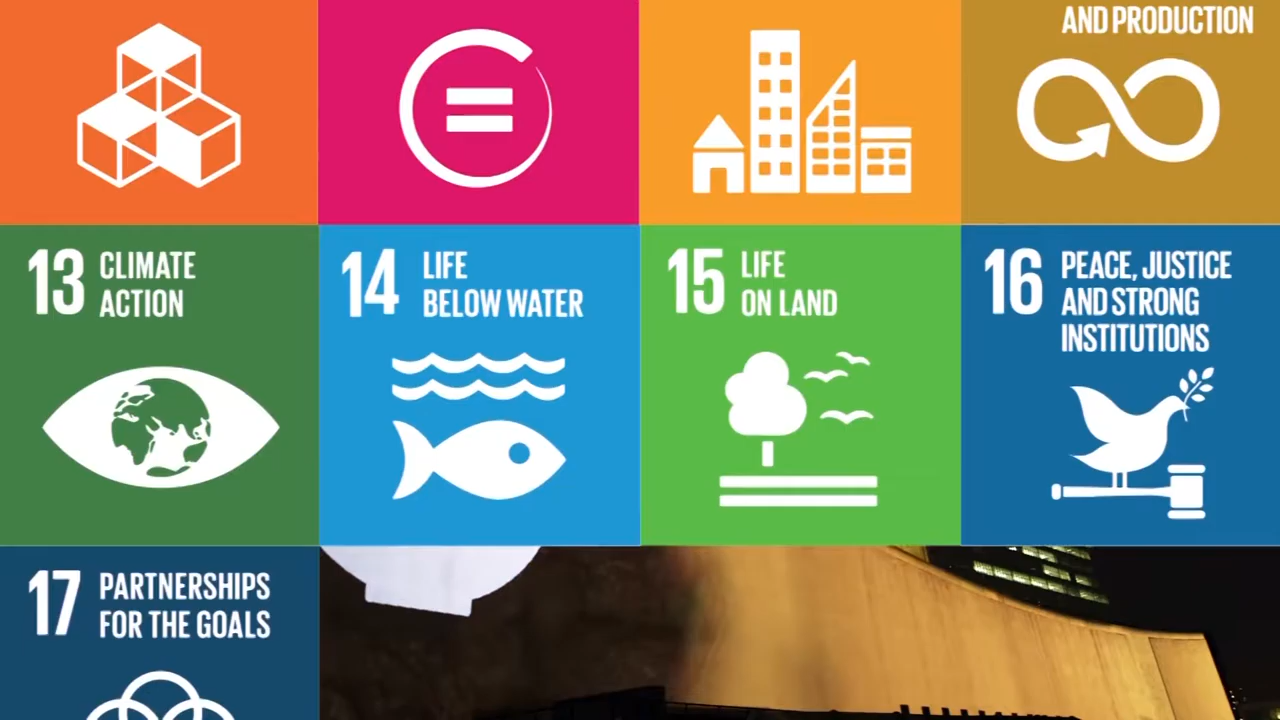 AND PRODUCTION
13 CLIMATE
ACTION
14 LIFE
BELOW WATER
15 LIFE
ON LAND
16 PEACE, JUSTICE
AND STRONG
INSTITUTIONS
17 PARTNERSHIPS
FOR THE GOALS